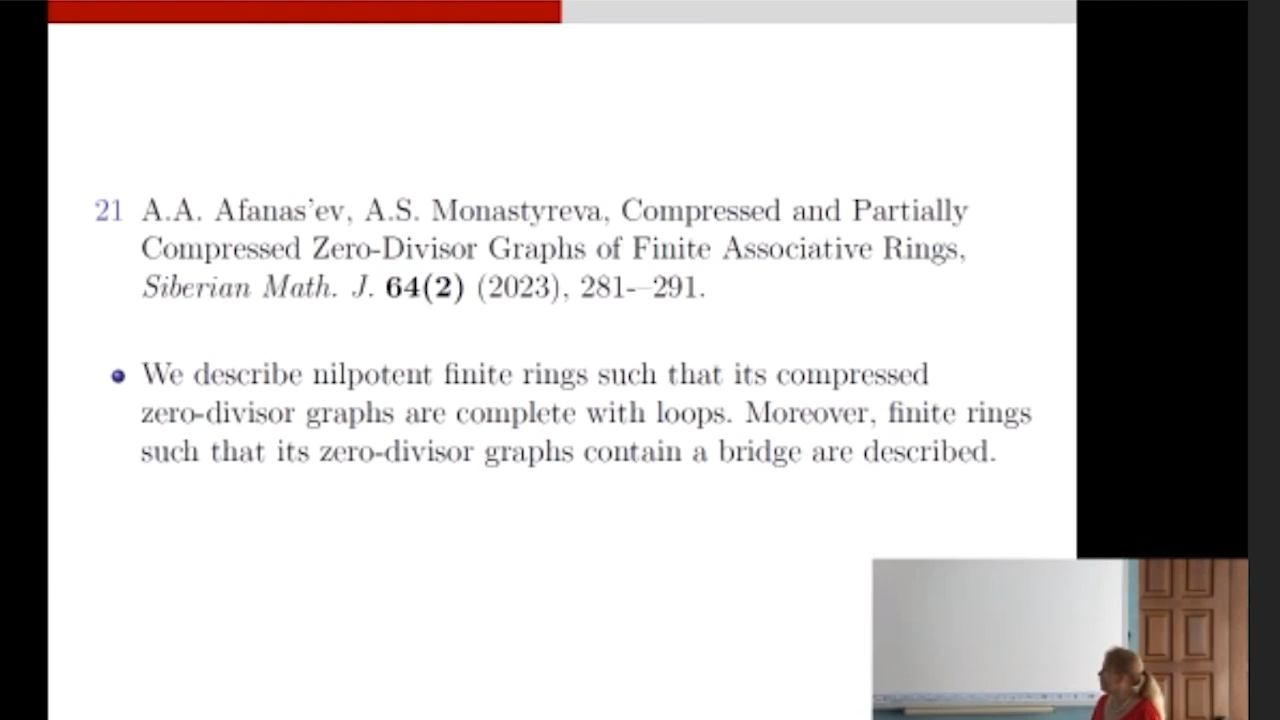 21 A.A. Afanas'ev, A.S. Monastyreva, Compressed and Partially
Compressed Zero-Divisor Graphs of Finite Associative Rings,
Siberian Math. J. 64(2) (2023), 281-–291.
• We describe nilpotent finite rings such that its compressed
zero-divisor graphs are complete with loops. Moreover, finite rings
such that its zero-divisor graphs contain a bridge are described.